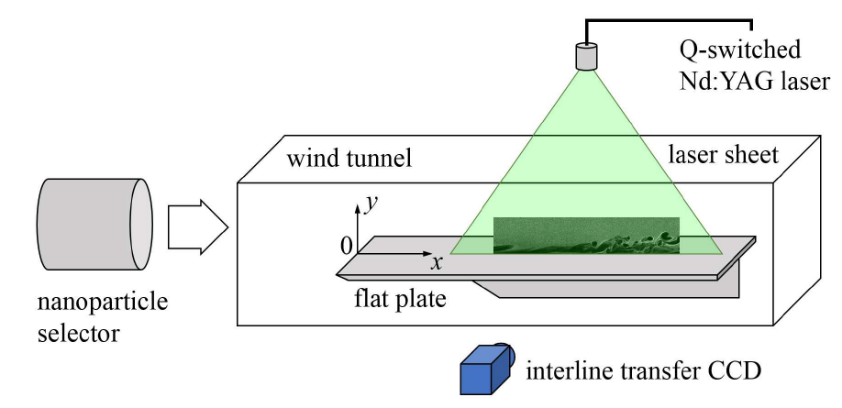 Q-switched
Nd:YAG laser
wind tunnel
laser sheet
y
0
x
flat plate
nanoparticle
selector
interline transfer CCD